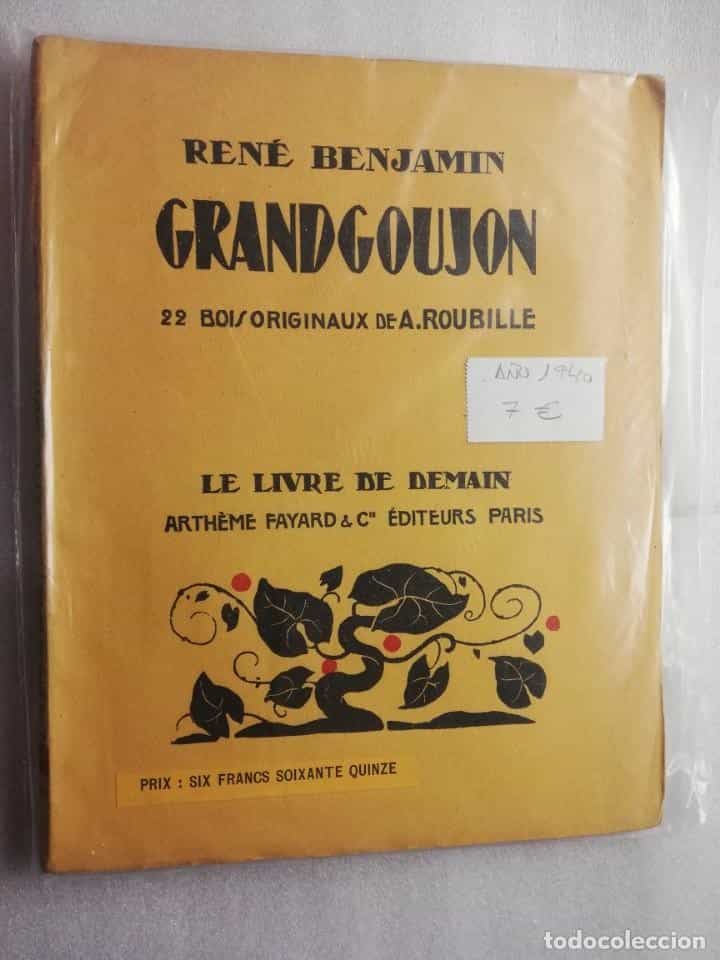 RENÉ BENJAMIN
GRANDGOUJON
22 BOIS ORIGINAUX DE A. ROUBILLE
AÑO 1940
7 €
LE LIVRE DE DEMAIN
ARTHÈME FAYARD & Cie ÉDITEURS PARIS
PRIX : SIX FRANCS SOIXANTE QUINZE
todocoleccion